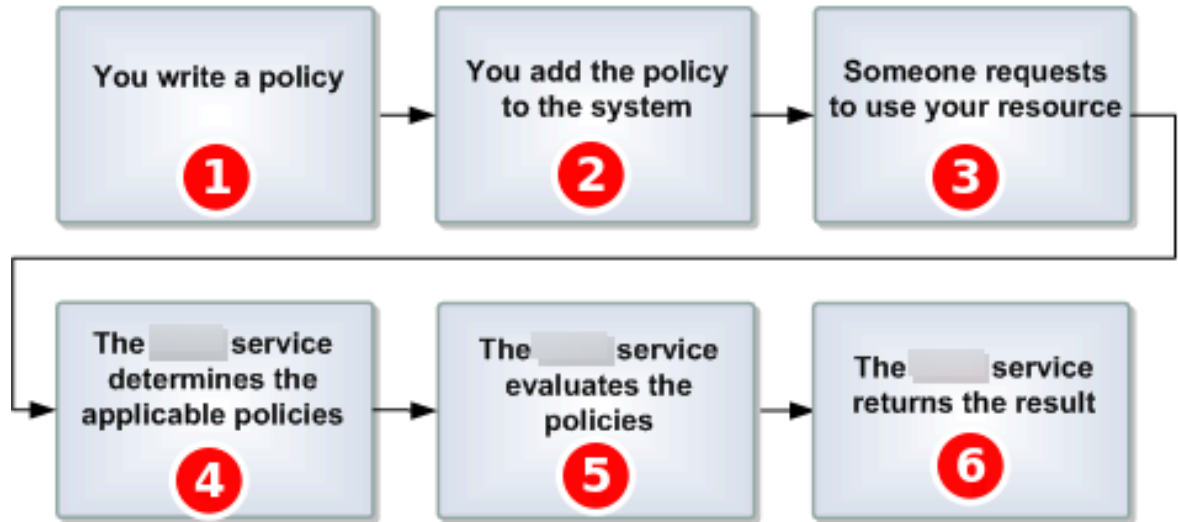 You write a policy
1
You add the policy
to the system
2
Someone requests
to use your resource
3
The service
determines the
applicable policies
4
The service
evaluates the
policies
5
The service
returns the result
6